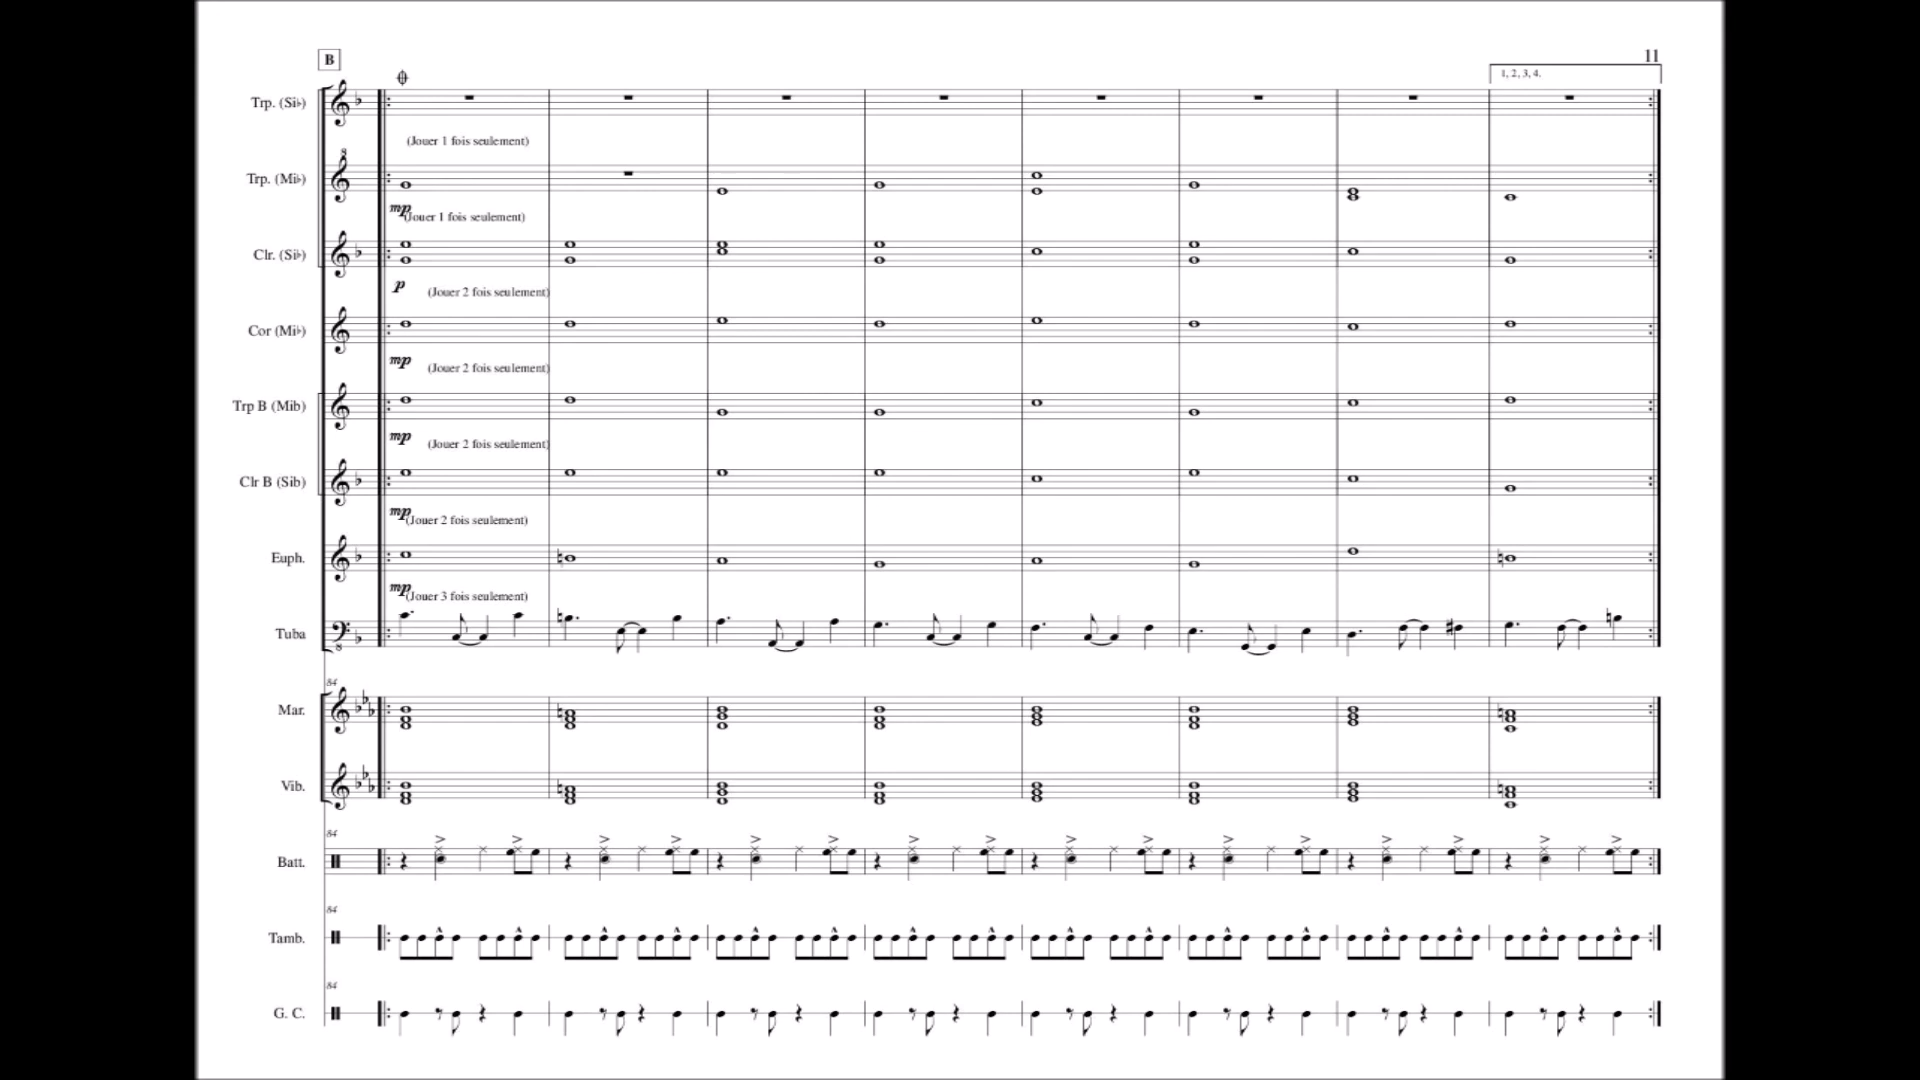 B
11
1, 2, 3, 4.
Trp. (Si♭)
(Jouer 1 fois seulement)
8
Trp. (Mi♭)
mp
(Jouer 1 fois seulement)
Clr. (Si♭)
p
(Jouer 2 fois seulement)
Cor (Mi♭)
mp
(Jouer 2 fois seulement)
Trp B (Mib)
mp
(Jouer 2 fois seulement)
Clr B (Sib)
mp
(Jouer 2 fois seulement)
Euph.
mp
(Jouer 3 fois seulement)
Tuba
8
84
Mar.
Vib.
84
Batt.
84
Tamb.
84
G. C.